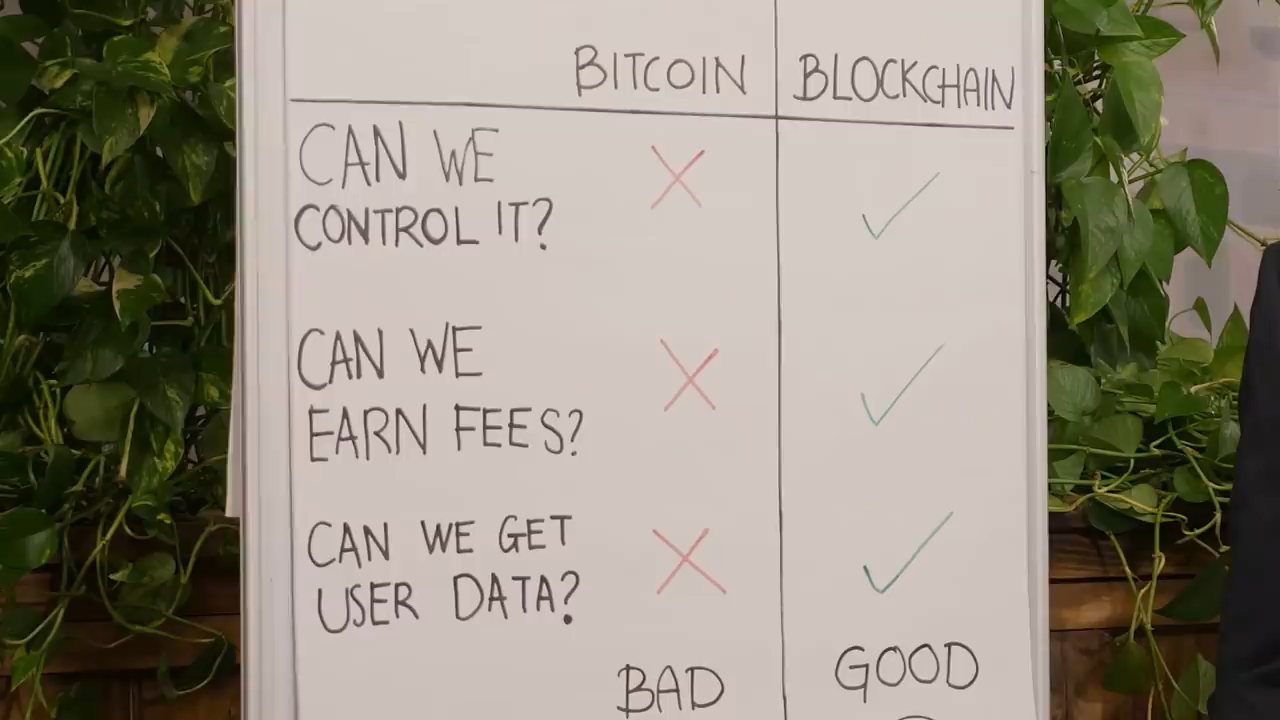 BITCOIN BLOCKCHAIN
CAN WE
CONTROL IT?
CAN WE
EARN FEES?
CAN WE GET
USER DATA?
BAD GOOD